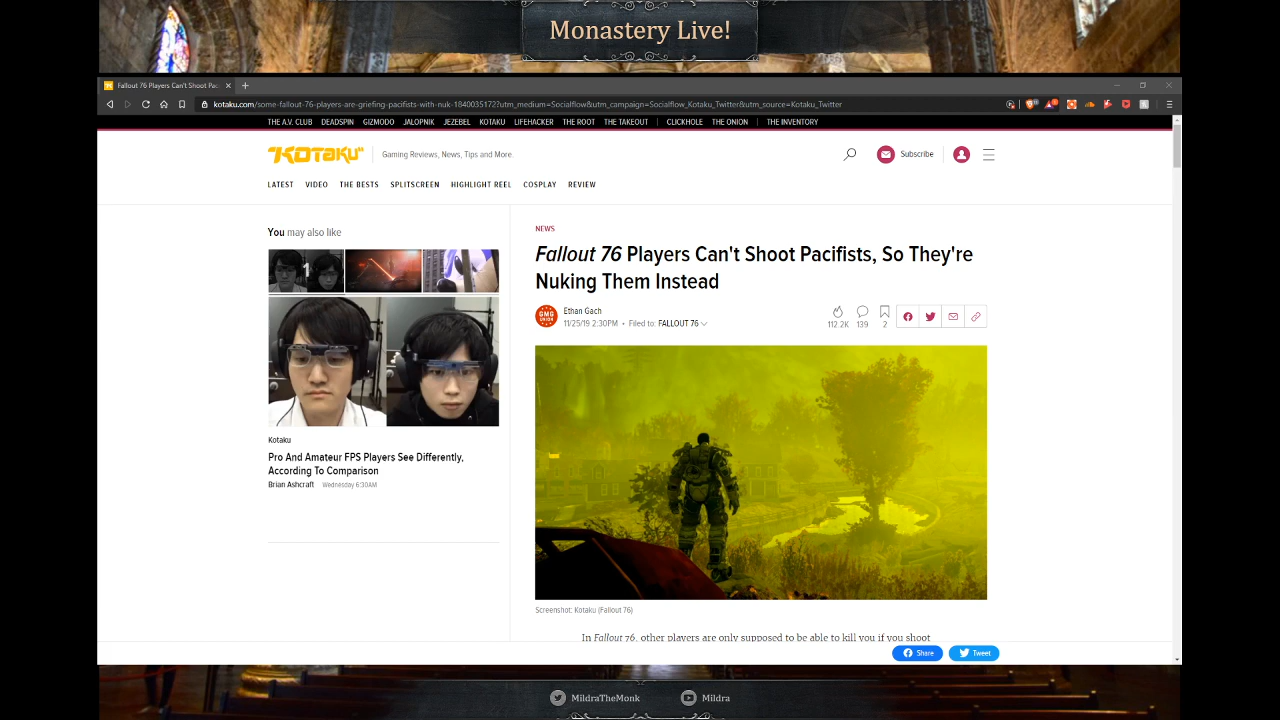 Monastery Live!
Fallout 76 Players Can't Shoot Pac
kotaku.com/some-fallout-76-players-are-griefing-pacifists-with-nuk-1840035172?utm_medium=Socialflow&utm_campaign=Socialflow_Kotaku_Twitter&utm_source=Kotaku_Twitter
THE A.V. CLUB DEADSPIN GIZMODO JALOPNIK JEZEBEL KOTAKU LIFEHACKER THE ROOT THE TAKEOUT CLICKHOLE THE ONION THE INVENTORY
KOTAKU Gaming Reviews, News, Tips and More.
Subscribe
LATEST VIDEO THE BESTS SPLITSCREEN HIGHLIGHT REEL COSPLAY REVIEW
You may also like
1
Kotaku
Pro And Amateur FPS Players See Differently,
According To Comparison
Brian Ashcraft Wednesday 6:30AM
NEWS
Fallout 76 Players Can't Shoot Pacifists, So They're
Nuking Them Instead
GMG
UNION
Ethan Gach
11/25/19 2:30PM • Filed to: FALLOUT 76
112.2K 139 2
Screenshot: Kotaku (Fallout 76)
In Fallout 76, other players are only supposed to be able to kill you if you shoot
Share Tweet
MildraTheMonk Mildra